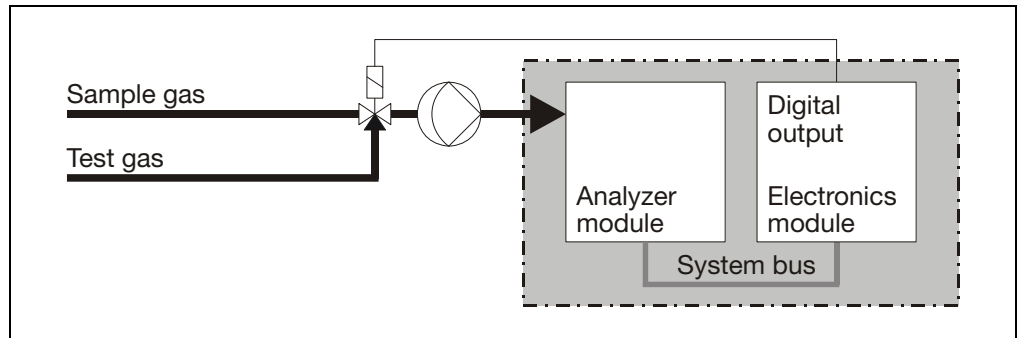 Sample gas
Test gas
Digital
output
Analyzer
module
Electronics
module
System bus